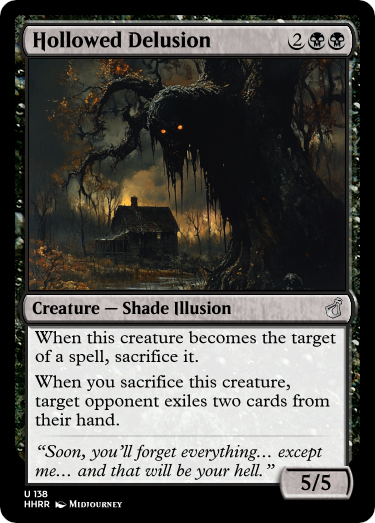 Hollowed Delusion 2
Creature — Shade Illusion
When this creature becomes the target
of a spell, sacrifice it.
When you sacrifice this creature,
target opponent exiles two cards from
their hand.
“Soon, you’ll forget everything... except
me... and that will be your hell.”
5/5
U 138
HHRR Midjourney